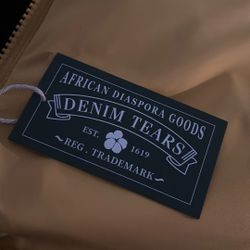 AFRICAN DIASPORA GOODS
DENIM TEARS
EST. 1619
~REG. TRADEMARK~